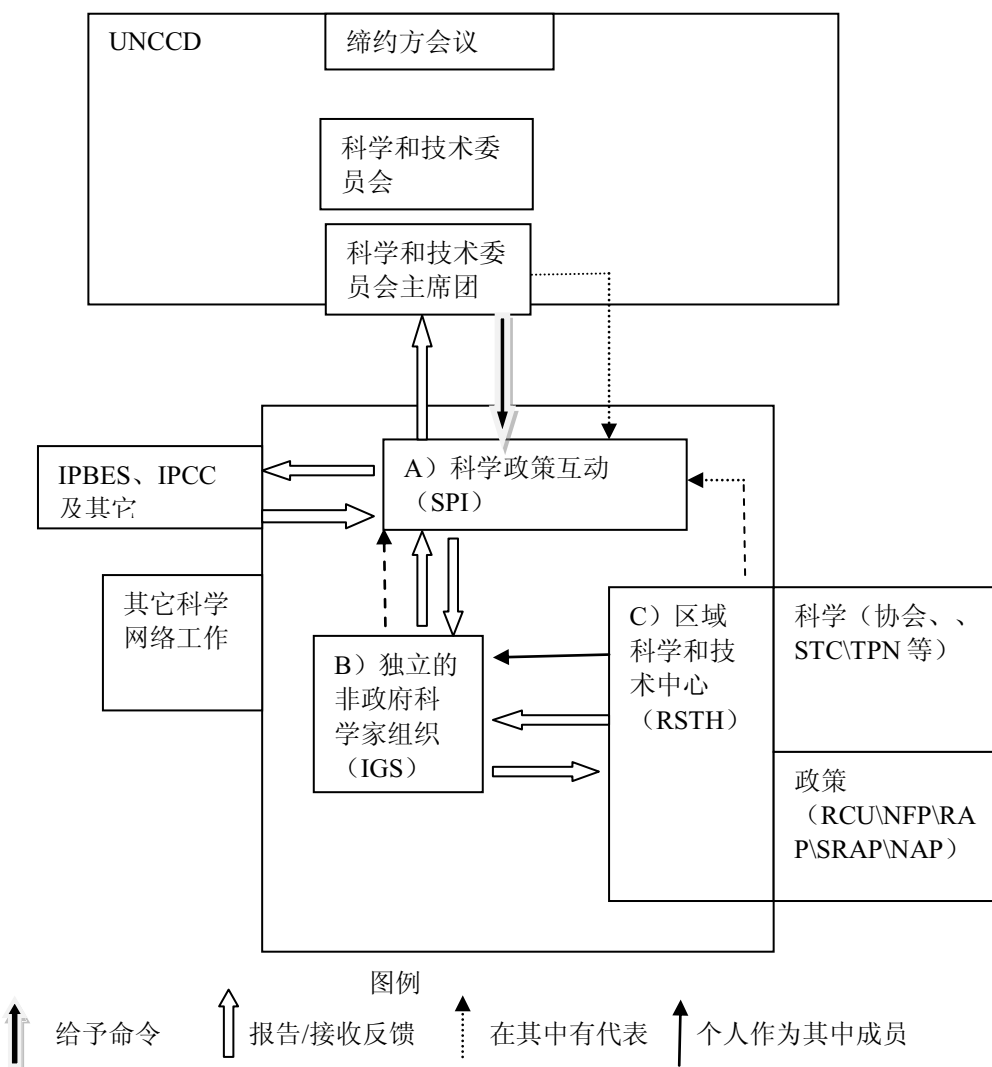 UNCCD
缔约方会议
科学和技术委
员会
科学和技术委
员会主席团
IPBES、IPCC
及其它
A）科学政策互动
（SPI）
其它科学
网络工作
B）独立的
非政府科
学家组织
（IGS）
C）区域
科学和技
术中心
（RSTH）
科学（协会、、
STC\TPN 等）
政策
（RCU\NFP\RA
P\SRAP\NAP）
图例
给予命令
报告/接收反馈
在其中有代表
个人作为其中成员